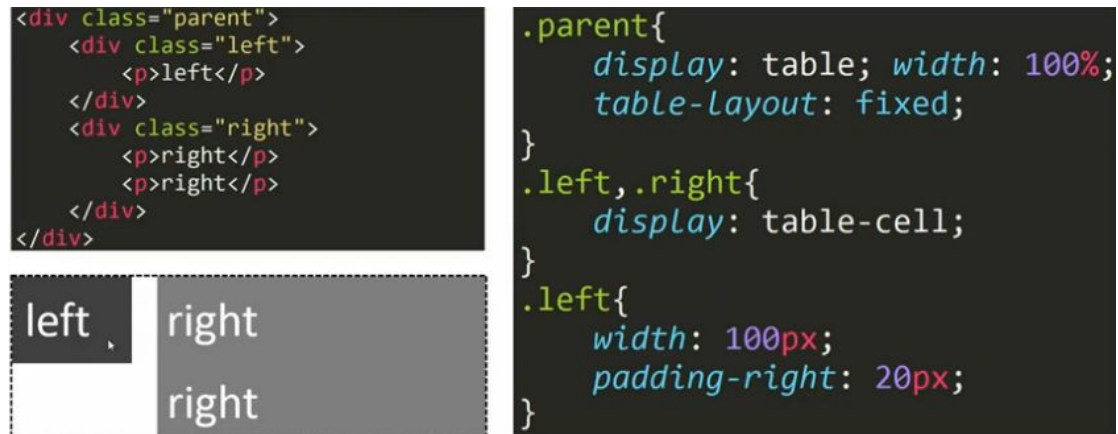 <div class="parent">
    <div class="left">
        <p>left</p>
    </div>
    <div class="right">
        <p>right</p>
        <p>right</p>
    </div>
</div>
left
right
right
.parent{
    display: table; width: 100%;
    table-layout: fixed;
}
.left,.right{
    display: table-cell;
}
.left{
    width: 100px;
    padding-right: 20px;
}